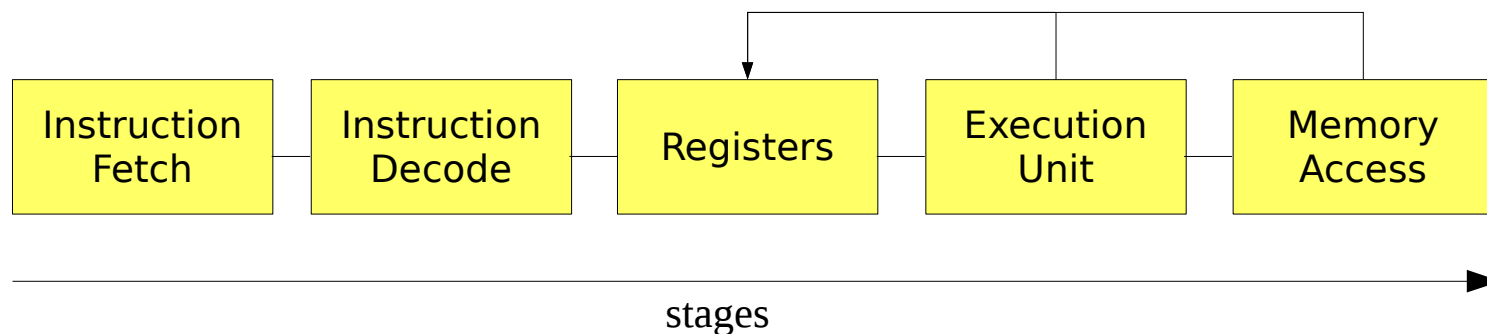 Instruction
Fetch
Instruction
Decode
Registers
Execution
Unit
Memory
Access
stages